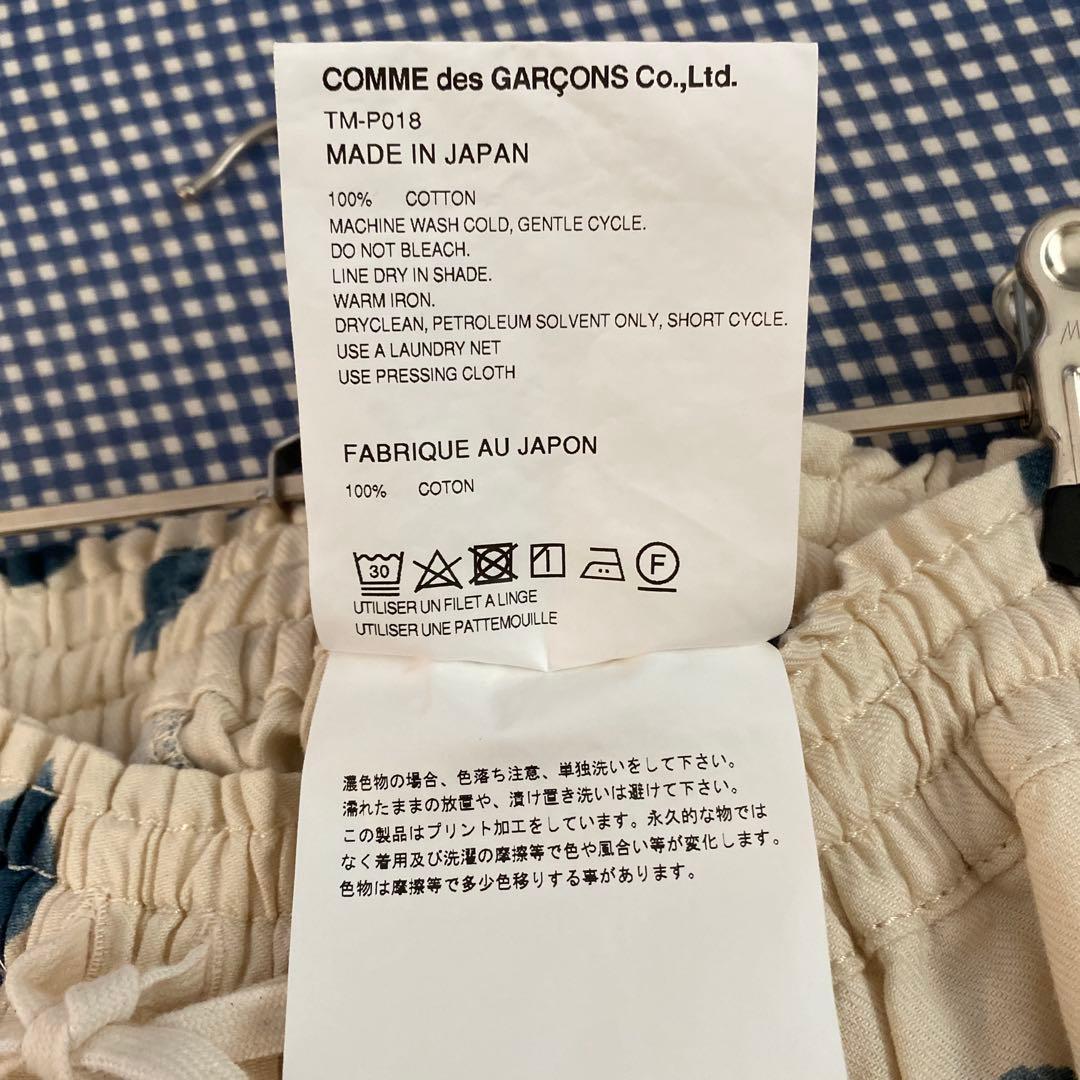 COMME des GARÇONS Co.,Ltd.
TM-P018
MADE IN JAPAN
100% COTTON
MACHINE WASH COLD, GENTLE CYCLE.
DO NOT BLEACH.
LINE DRY IN SHADE.
WARM IRON.
DRYCLEAN, PETROLEUM SOLVENT ONLY, SHORT CYCLE.
USE A LAUNDRY NET
USE PRESSING CLOTH
FABRIQUE AU JAPON
100% COTON
30
F
UTILISER UN FILET A LINGE
UTILISER UNE PATTEMOUILLE
濃色物の場合、色落ち注意、単独洗いをして下さい。
濡れたままの放置や、漬け置き洗いは避けて下さい。
この製品はプリント加工をしています。永久的な物では
なく着用及び洗濯の摩擦等で色や風合い等が変化します。
色物は摩擦等で多少色移りする事があります。